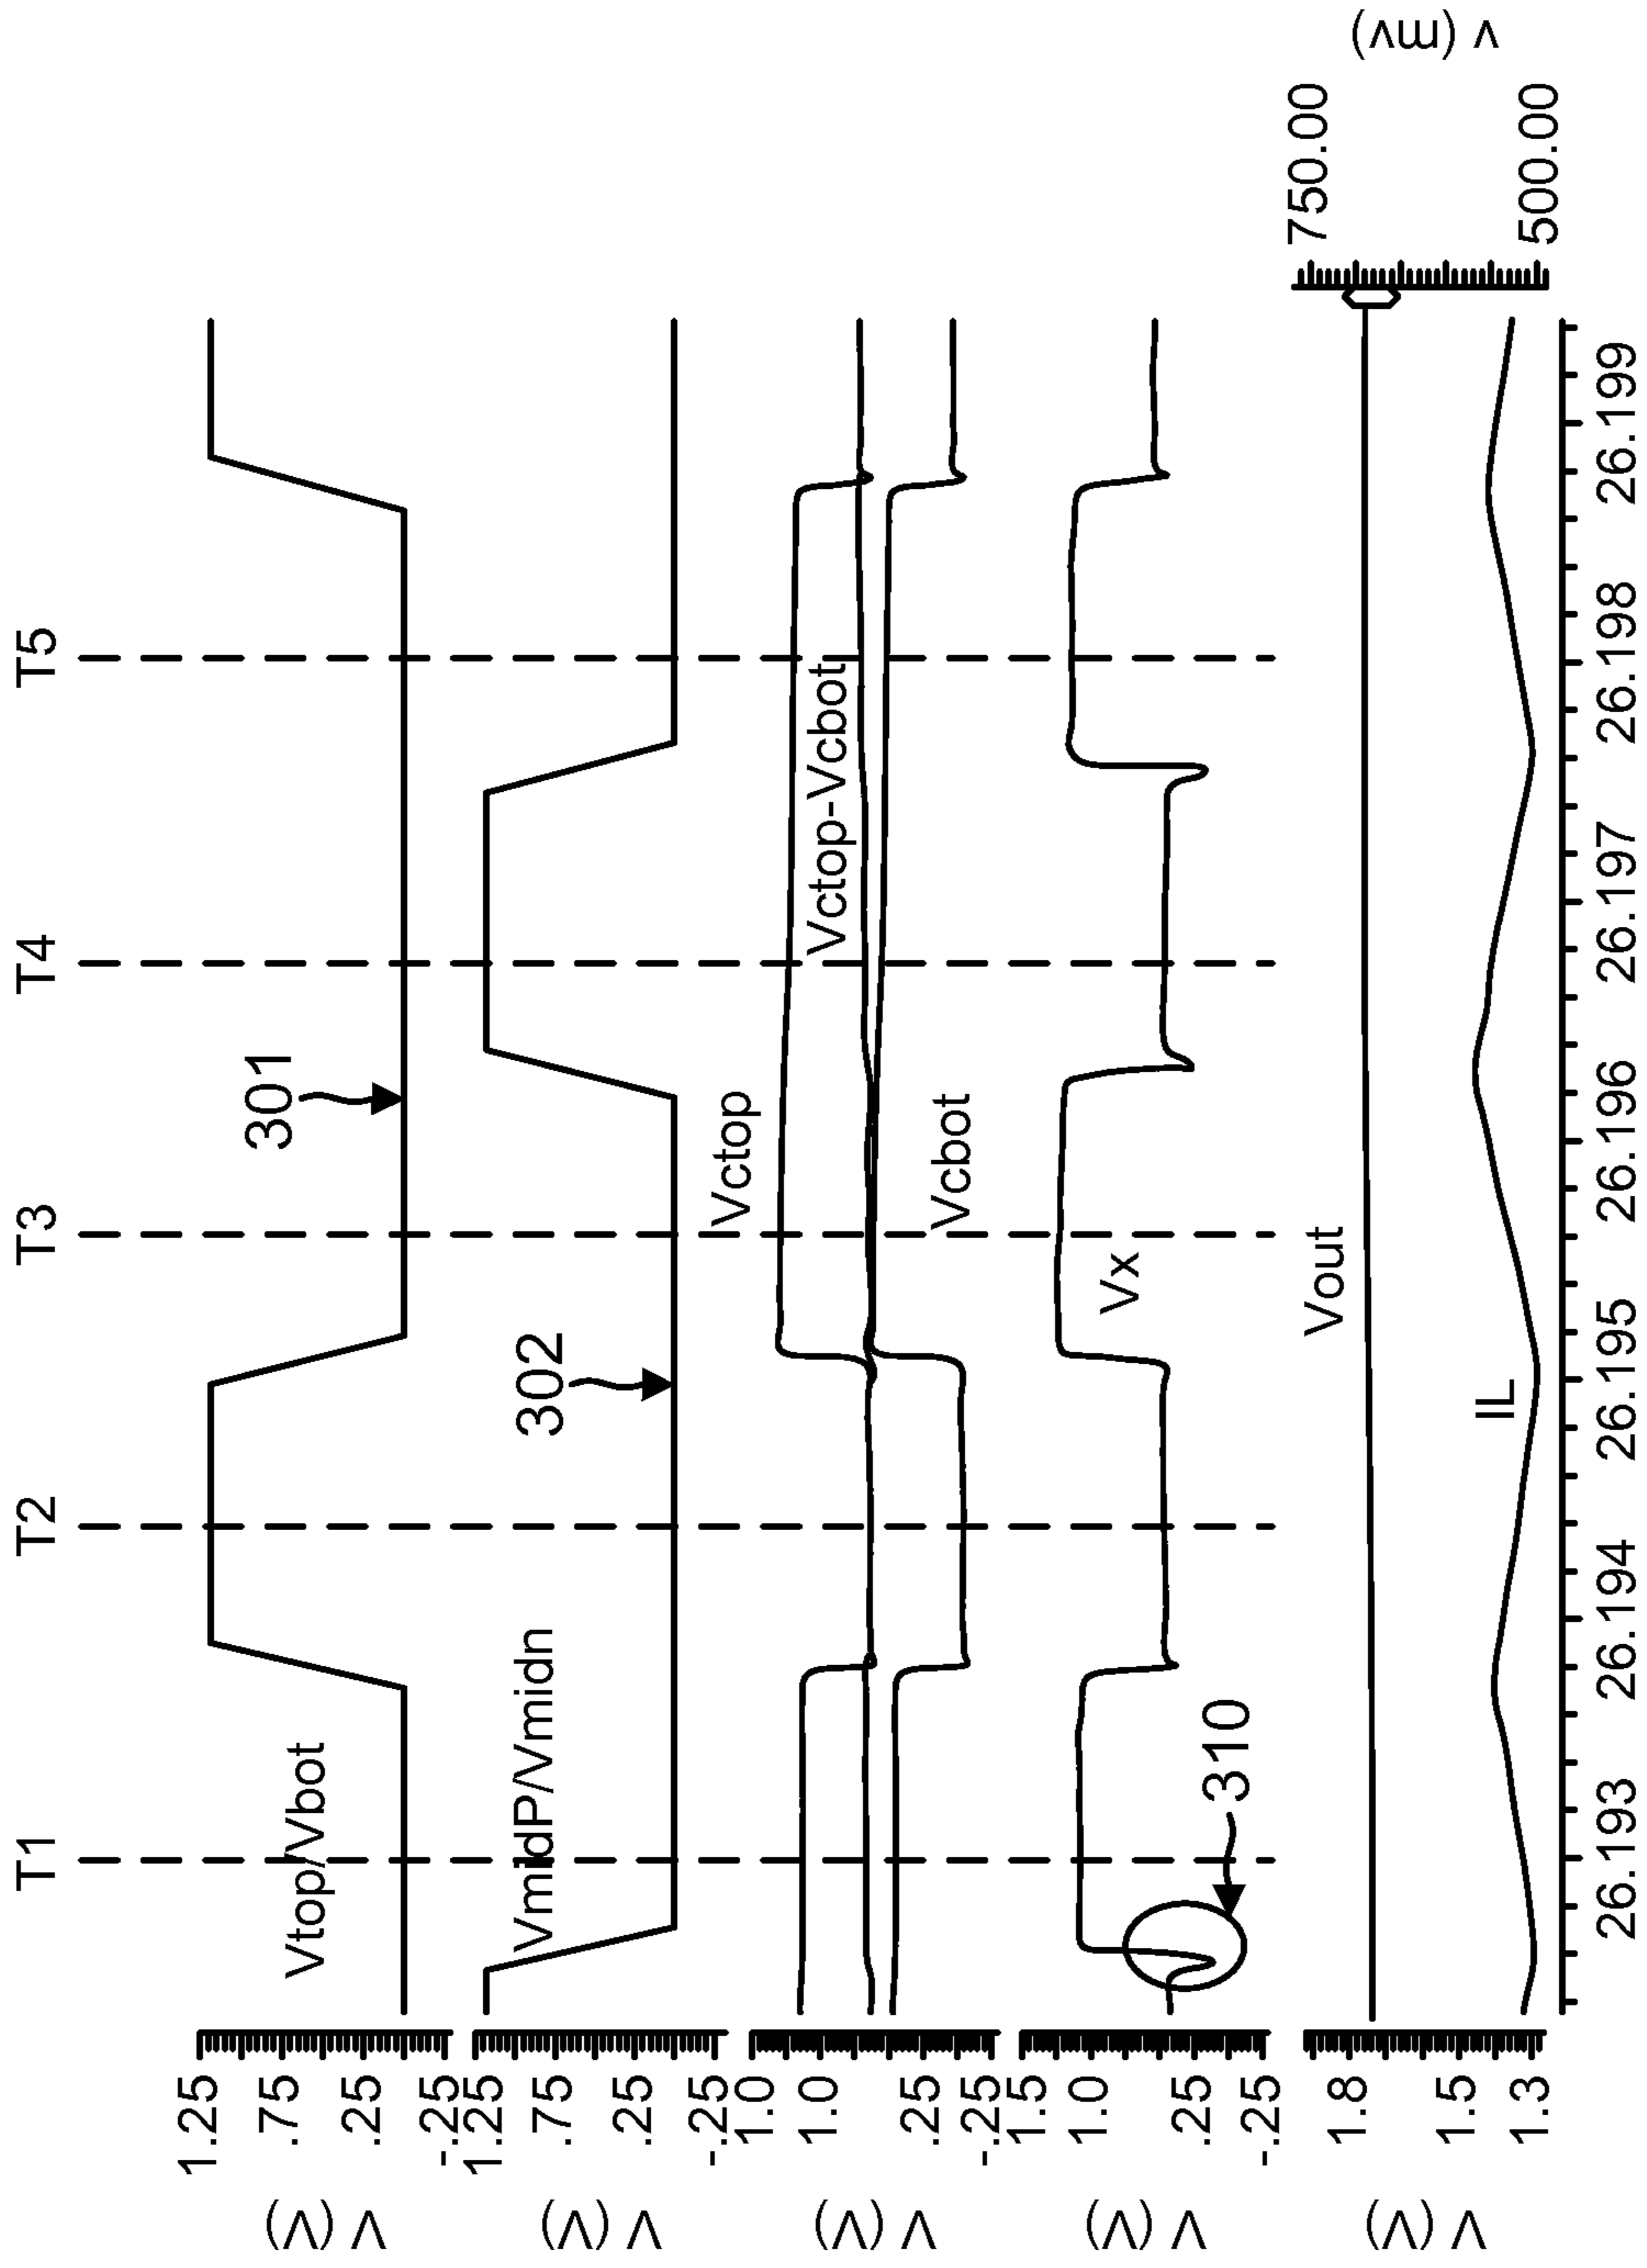 T1 T2 T3 T4 T5
V (V)
1.25
.75
.25
-.25
Vtop/Vbot
301
V (V)
1.25
.75
.25
-.25
VmidP/Vmidn
302
V (V)
1.0
1.0
.25
-.25
Vctop
Vctop-Vcbot
Vcbot
V (V)
1.5
1.0
.25
-.25
Vx
310
V (V)
1.8
1.5
1.3
Vout
IL
750.00
500.00
V (mv)
26.193 26.194 26.195 26.196 26.197 26.198 26.199